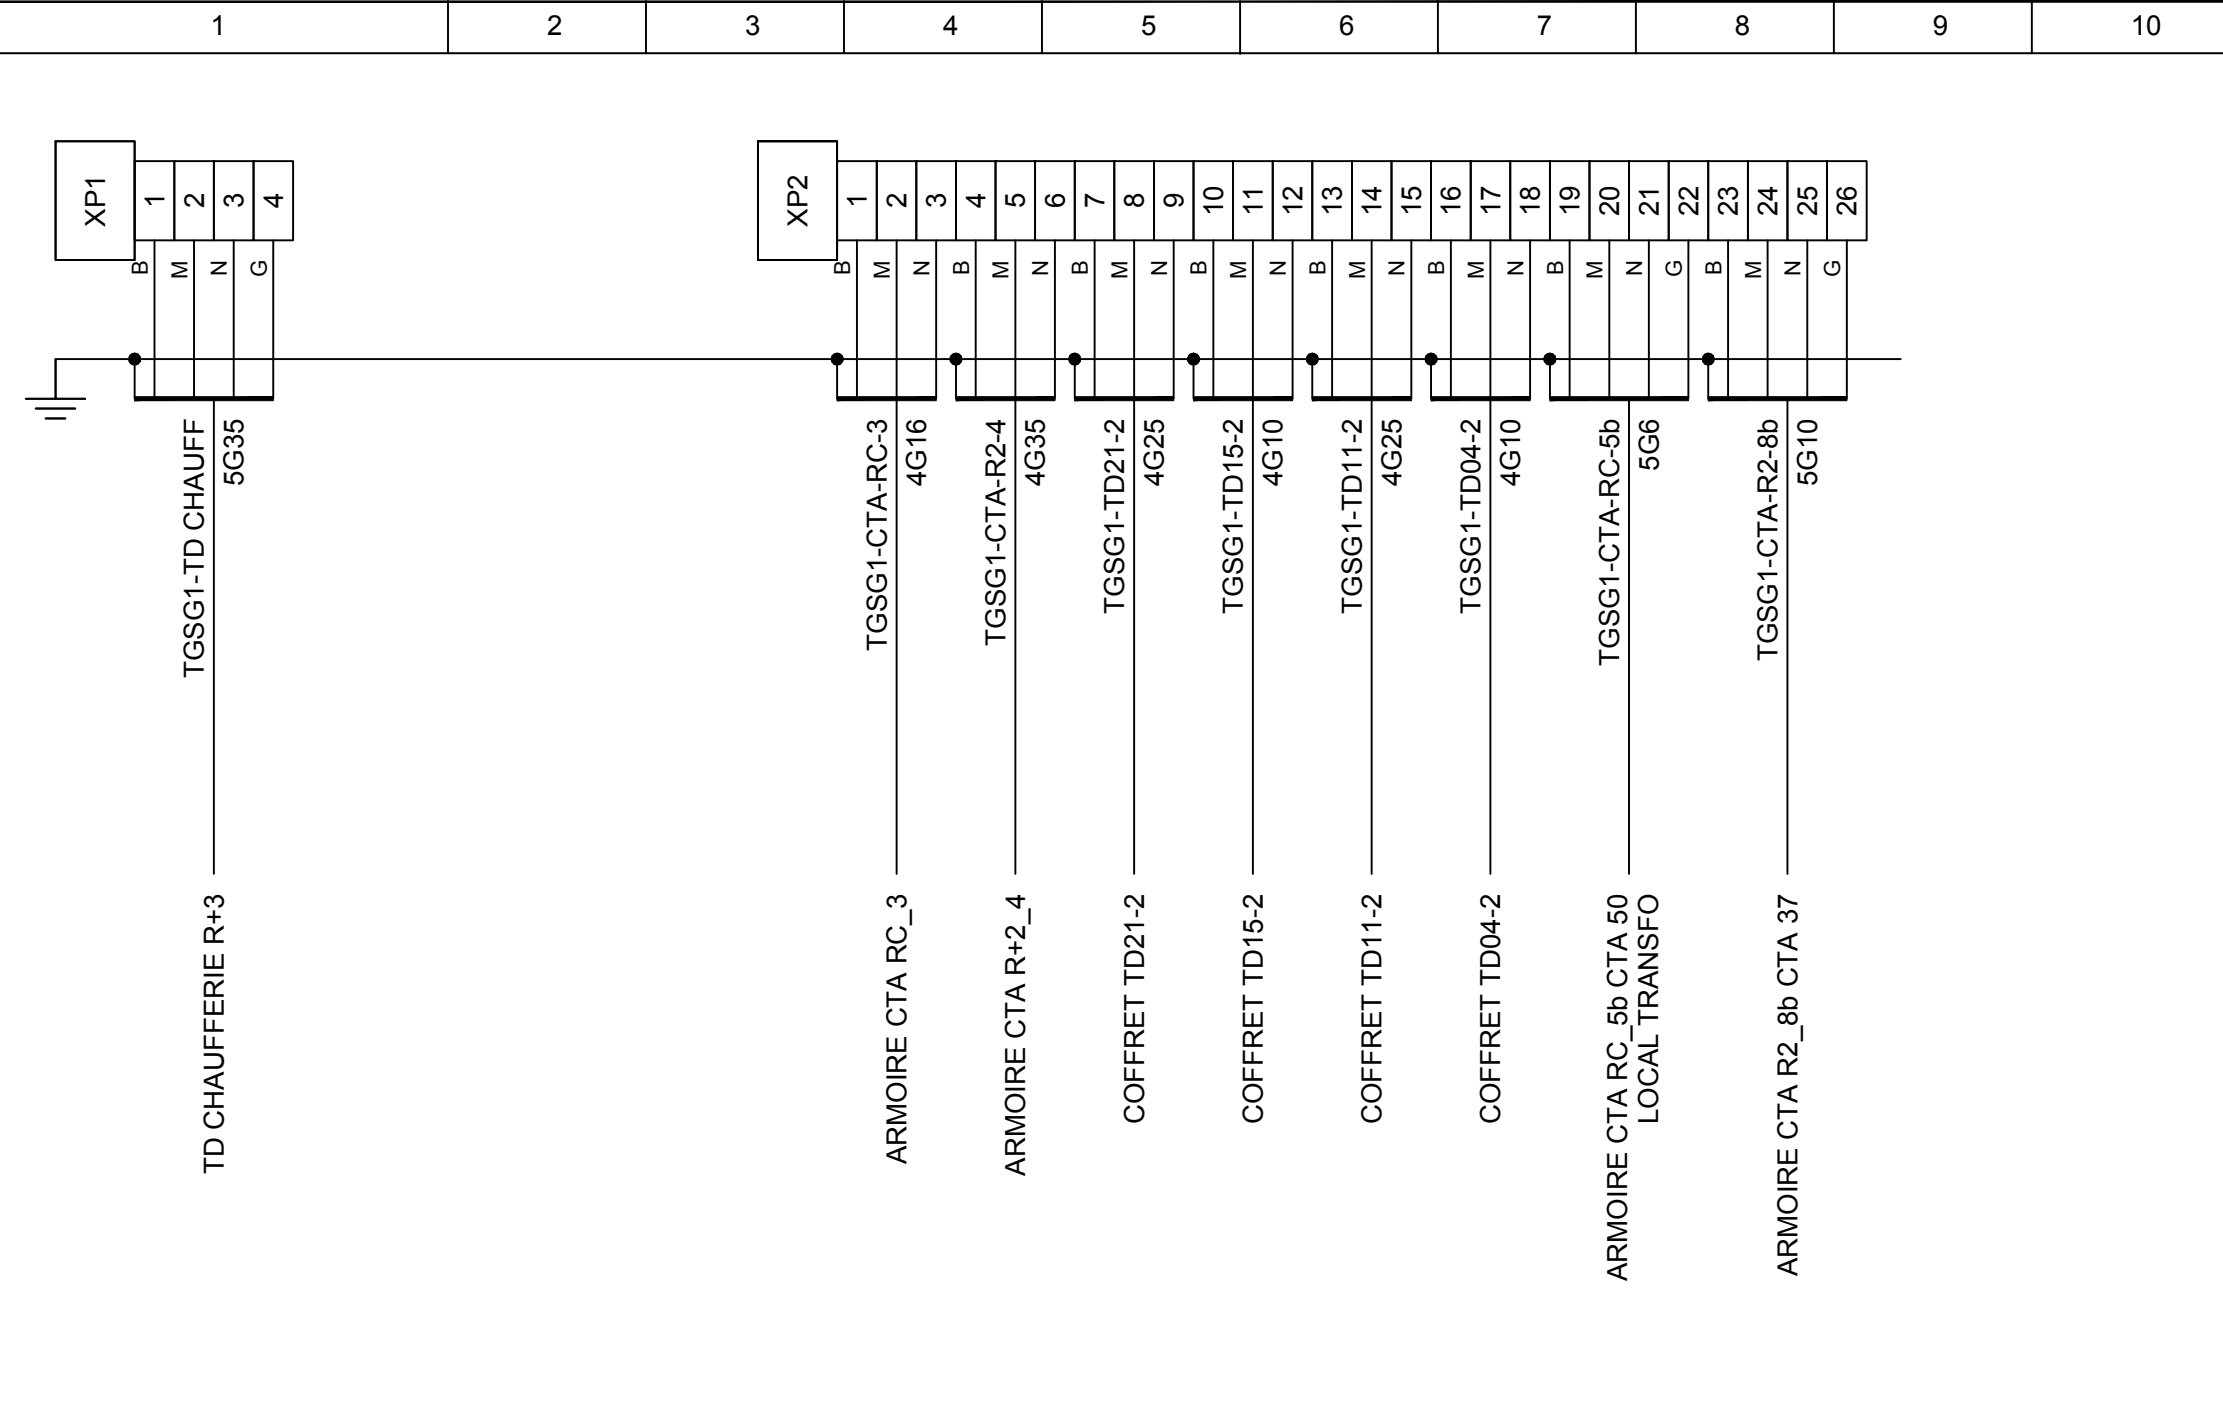 1 2 3 4 5 6 7 8 9 10
XP1 1 2 3 4
B M N G
TGSG1-TD CHAUFF
5G35
TD CHAUFFERIE R+3
XP2 1 2 3 4 5 6 7 8 9 10 11 12 13 14 15 16 17 18 19 20 21 22 23 24 25 26
B M N B M N B M N B M N B M N B M N B M N G B M N G
TGSG1-CTA-RC-3
4G16
ARMOIRE CTA RC_3
TGSG1-CTA-R2-4
4G35
ARMOIRE CTA R+2_4
TGSG1-TD21-2
4G25
COFFRET TD21-2
TGSG1-TD15-2
4G10
COFFRET TD15-2
TGSG1-TD11-2
4G25
COFFRET TD11-2
TGSG1-TD04-2
4G10
COFFRET TD04-2
TGSG1-CTA-RC-5b
5G6
ARMOIRE CTA RC_5b CTA 50
LOCAL TRANSFO
TGSG1-CTA-R2-8b
5G10
ARMOIRE CTA R2_8b CTA 37